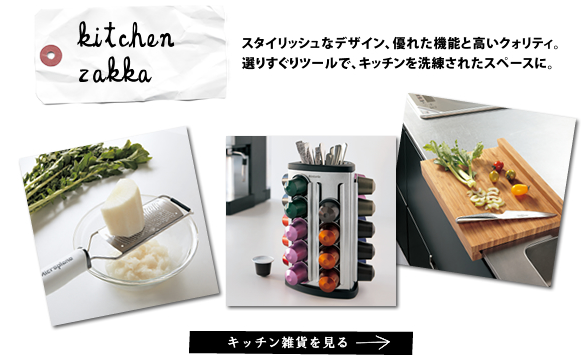 kitchen
zakka
スタイリッシュなデザイン、優れた機能と高いクォリティ。
選りすぐりツールで、キッチンを洗練されたスペースに。
キッチン雑貨を見る